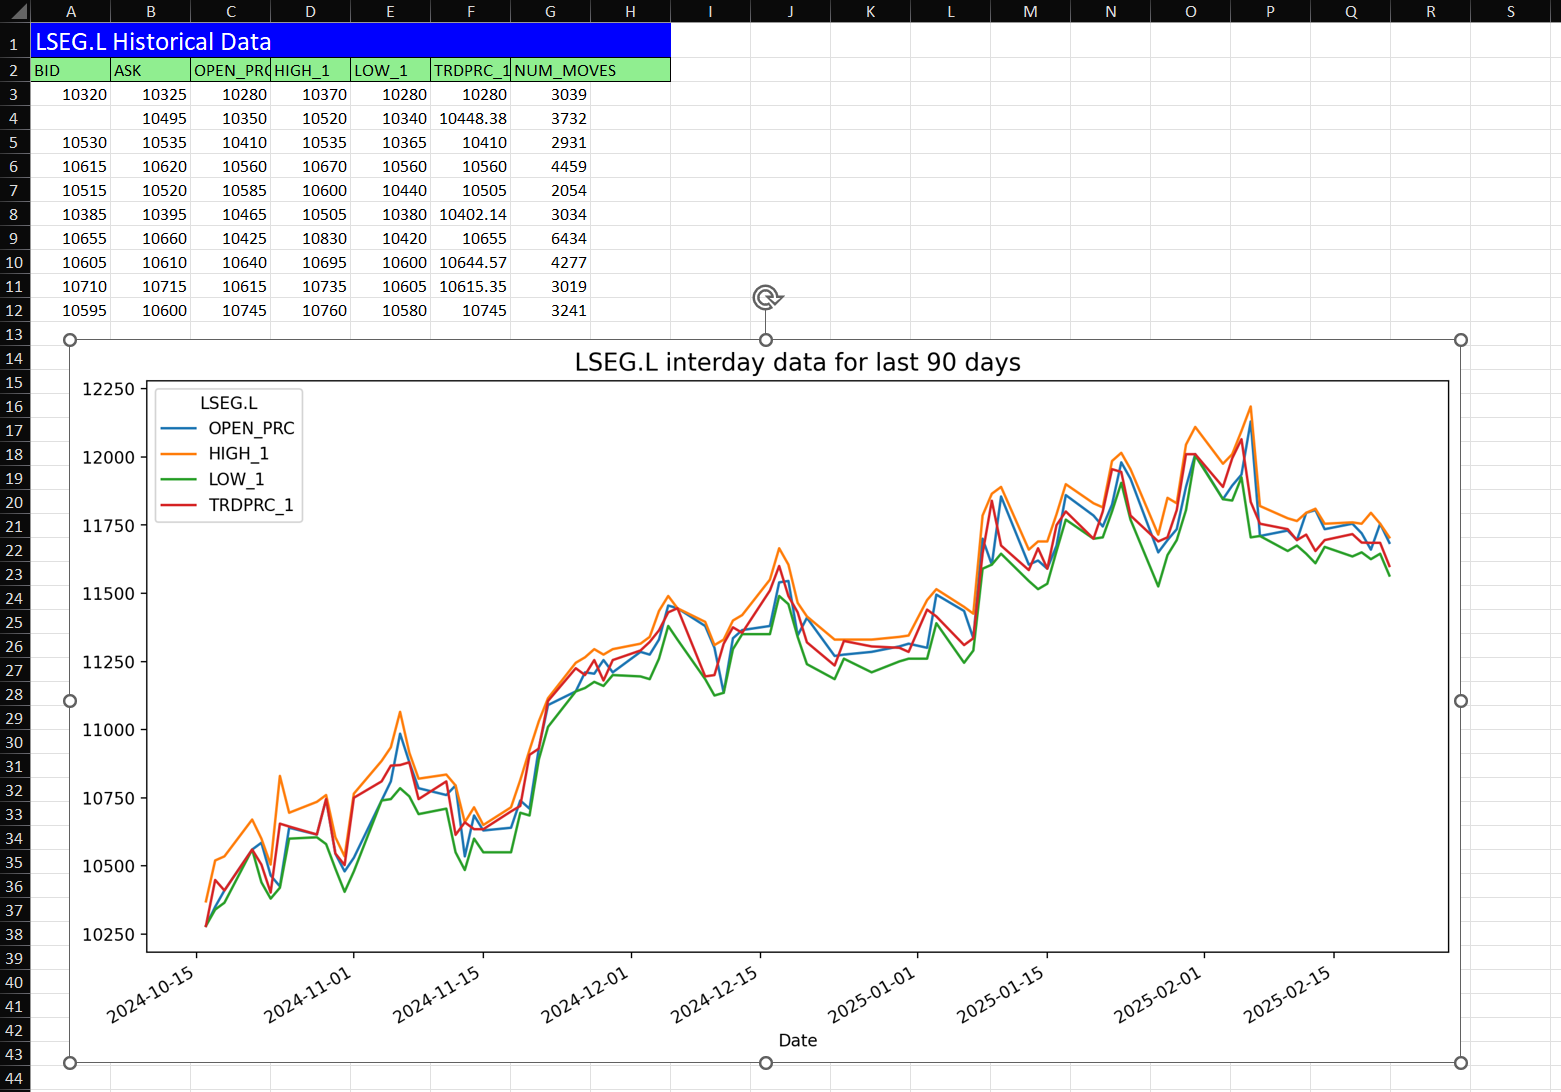 A B C D E F G H I J K L M N O P Q R S
1 LSEG.L Historical Data
2 BID ASK OPEN_PRC HIGH_1 LOW_1 TRDPRC_1 NUM_MOVES
3 10320 10325 10280 10370 10280 10280 3039
4 10495 10350 10520 10340 10448.38 3732
5 10530 10535 10410 10535 10365 10410 2931
6 10615 10620 10560 10670 10560 10560 4459
7 10515 10520 10585 10600 10440 10505 2054
8 10385 10395 10465 10505 10380 10402.14 3034
9 10655 10660 10425 10830 10420 10655 6434
10 10605 10610 10640 10695 10600 10644.57 4277
11 10710 10715 10615 10735 10605 10615.35 3019
12 10595 10600 10745 10760 10580 10745 3241
13
14
15
16
17
18
19
20
21
22
23
24
25
26
27
28
29
30
31
32
33
34
35
36
37
38
39
40
41
42
43
44
LSEG.L interday data for last 90 days
LSEG.L
OPEN_PRC
HIGH_1
LOW_1
TRDPRC_1
12250
12000
11750
11500
11250
11000
10750
10500
10250
2024-10-15 2024-11-01 2024-11-15 2024-12-01 2024-12-15 2025-01-01 2025-01-15 2025-02-01 2025-02-15
Date